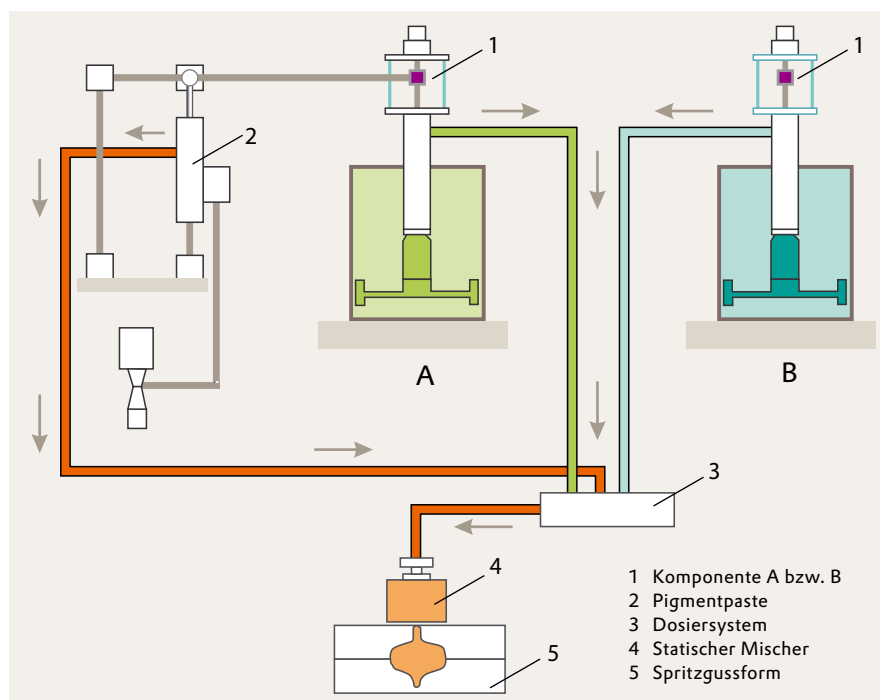 1
1
2
A
B
3
4
5
1 Komponente A bzw. B
2 Pigmentpaste
3 Dosiersystem
4 Statischer Mischer
5 Spritzgussform